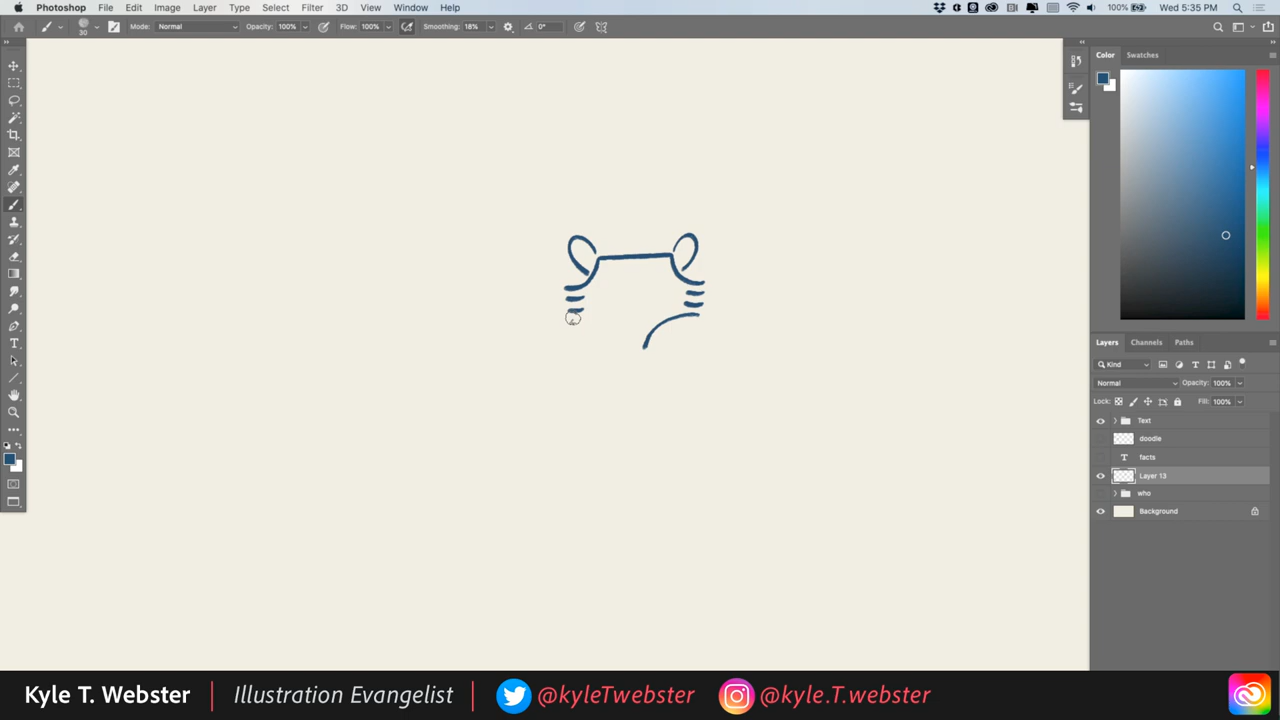 Photoshop File Edit Image Layer Type Select Filter 3D View Window Help 100% Wed 5:35 PM
30 Mode: Normal Opacity: 100% Flow: 100% Smoothing: 18% 0°
Color Swatches
Layers Channels Paths
Kind
Normal Opacity: 100%
Lock: Fill: 100%
Text
doodle
T facts
Layer 13
who
Background
Kyle T. Webster | Illustration Evangelist @kyleTwebster @kyle.T.webster